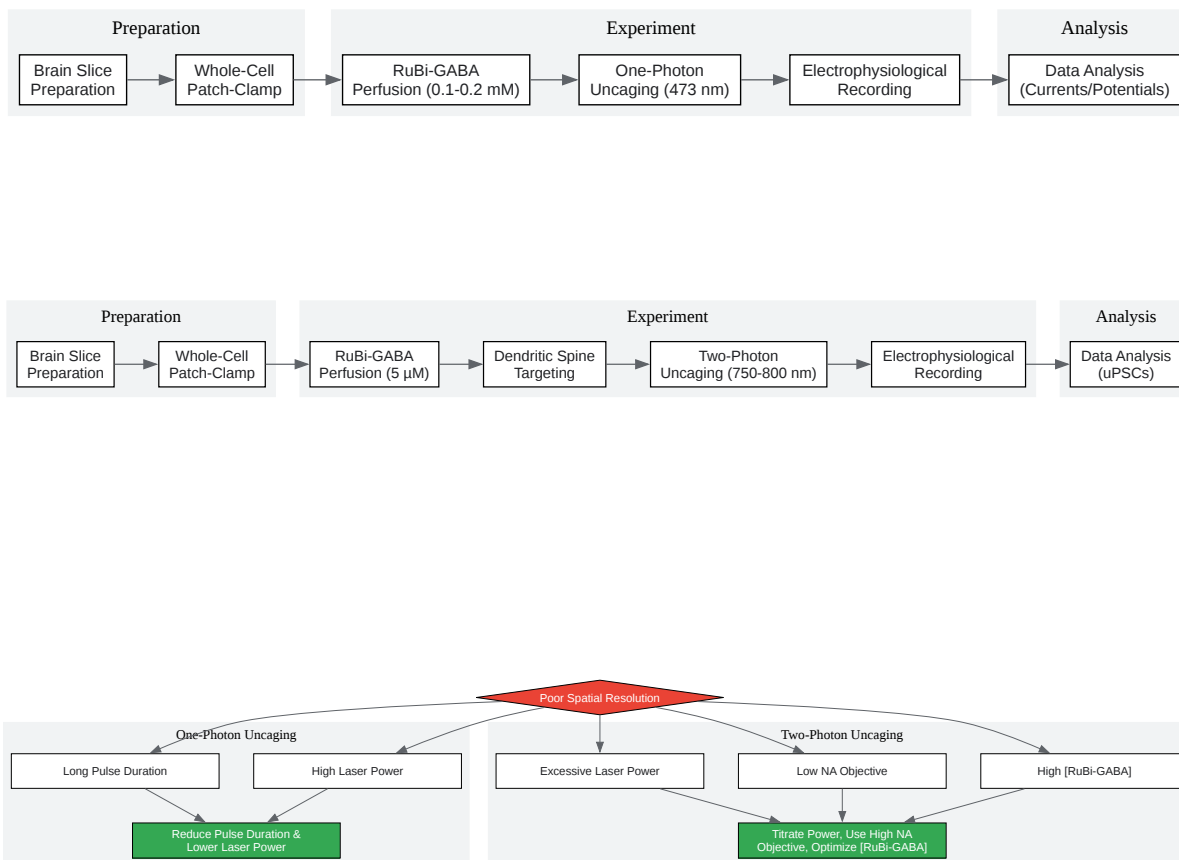 Preparation
Experiment
Analysis
Brain Slice
Preparation
Whole-Cell
Patch-Clamp
RuBi-GABA
Perfusion (0.1-0.2 mM)
One-Photon
Uncaging (473 nm)
Electrophysiological
Recording
Data Analysis
(Currents/Potentials)
Preparation
Experiment
Analysis
Brain Slice
Preparation
Whole-Cell
Patch-Clamp
RuBi-GABA
Perfusion (5 µM)
Dendritic Spine
Targeting
Two-Photon
Uncaging (750-800 nm)
Electrophysiological
Recording
Data Analysis
(uPSCs)
Poor Spatial Resolution
One-Photon Uncaging
Two-Photon Uncaging
Long Pulse Duration
High Laser Power
Excessive Laser Power
Low NA Objective
High [RuBi-GABA]
Reduce Pulse Duration &
Lower Laser Power
Titrate Power, Use High NA
Objective, Optimize [RuBi-GABA]